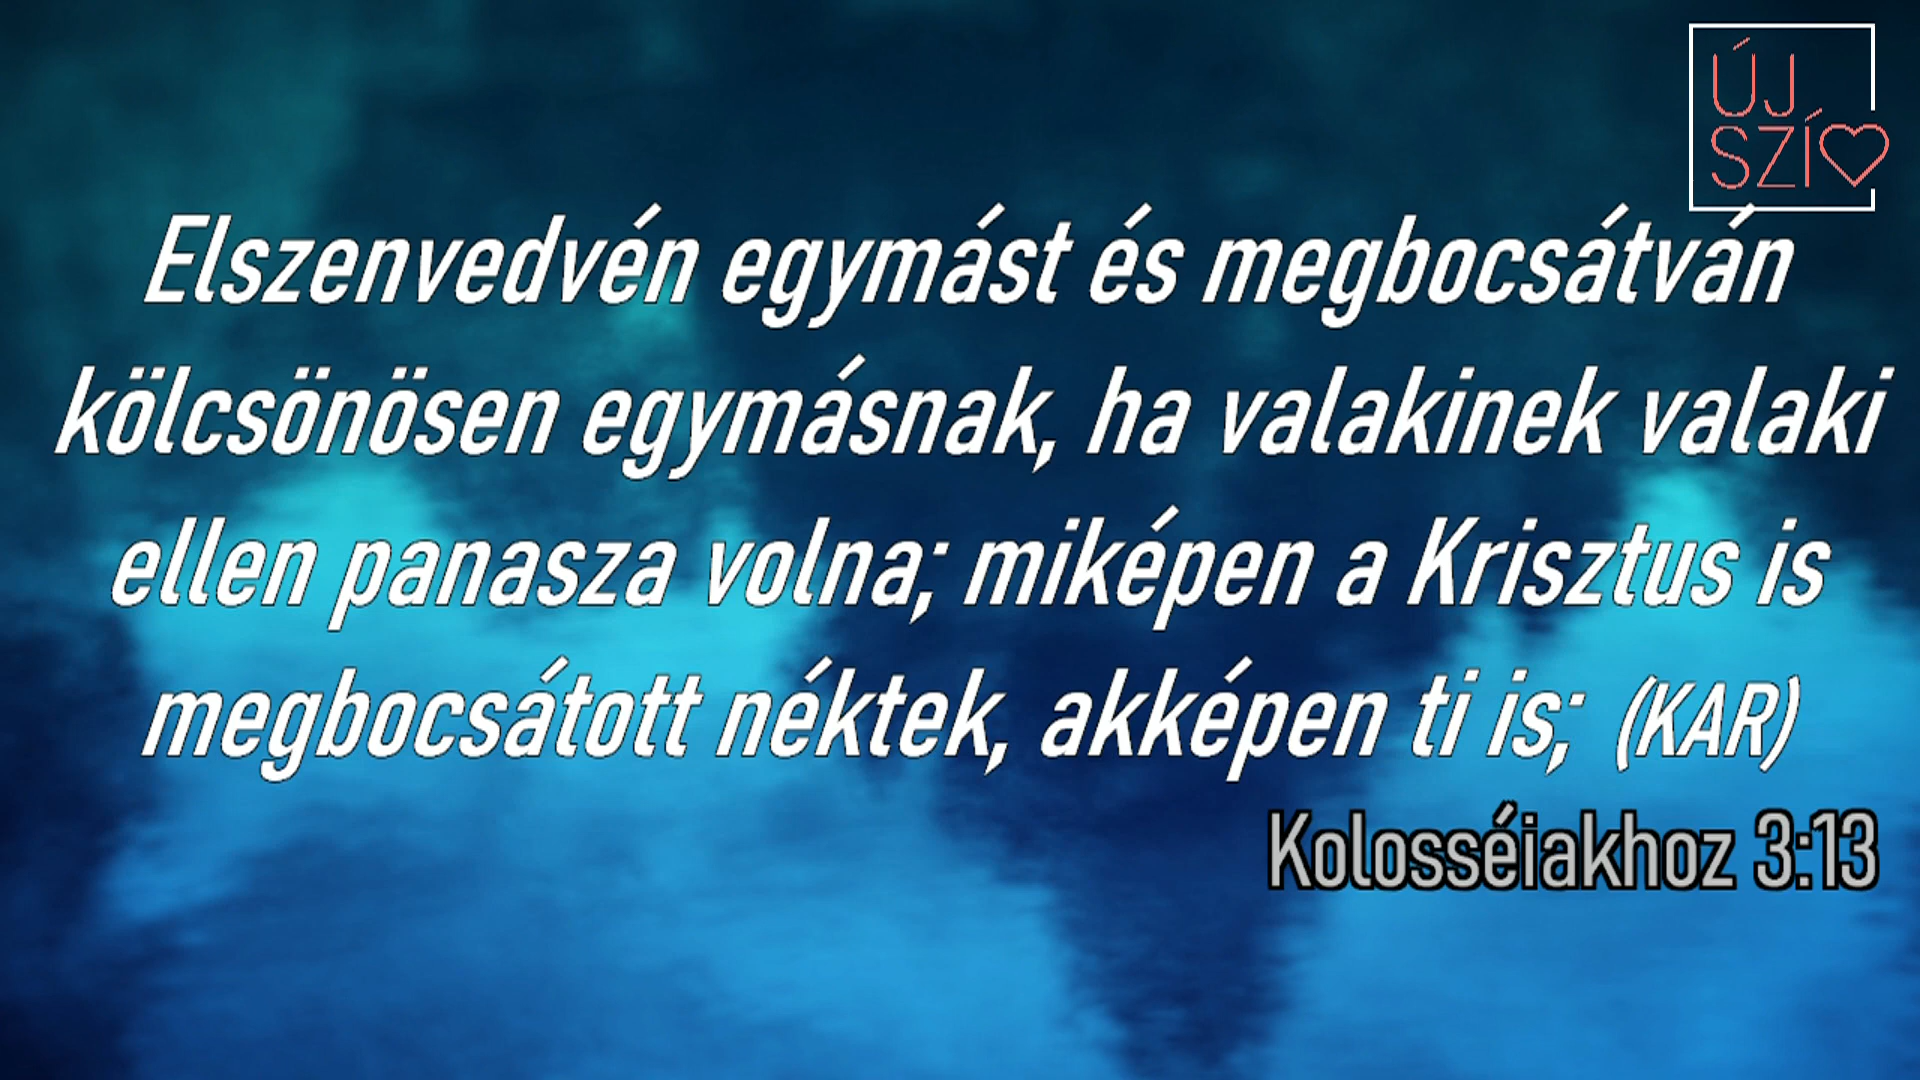 ÚJ
SZÍ
Elszenvedvén egymást és megbocsátván
kölcsönösen egymásnak, ha valakinek valaki
ellen panasza volna; miképen a Krisztus is
megbocsátott néktek, akképen ti is; (KAR)
Kolosséiakhoz 3:13